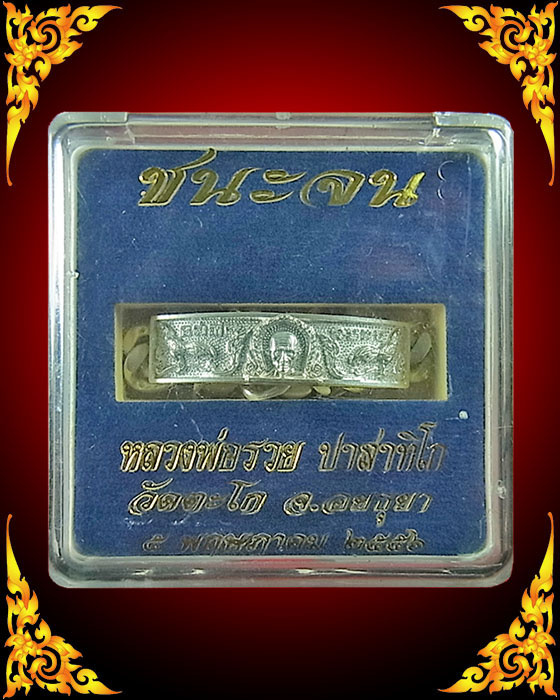 ชนะจน
หลวงพ่อรวย ปาสาทิโก
วัดตะโก จ.อยุธยา
๕ พฤษภาคม ๒๕๕๖